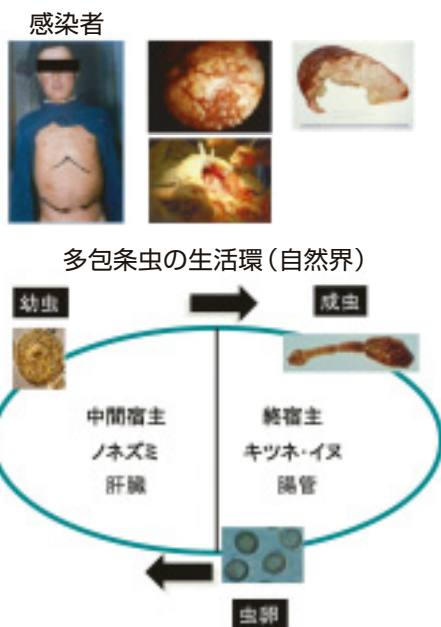 感染者
多包条虫の生活環（自然界）
幼虫
成虫
中間宿主
ノネズミ
肝臓
終宿主
キツネ・イヌ
腸管
虫卵